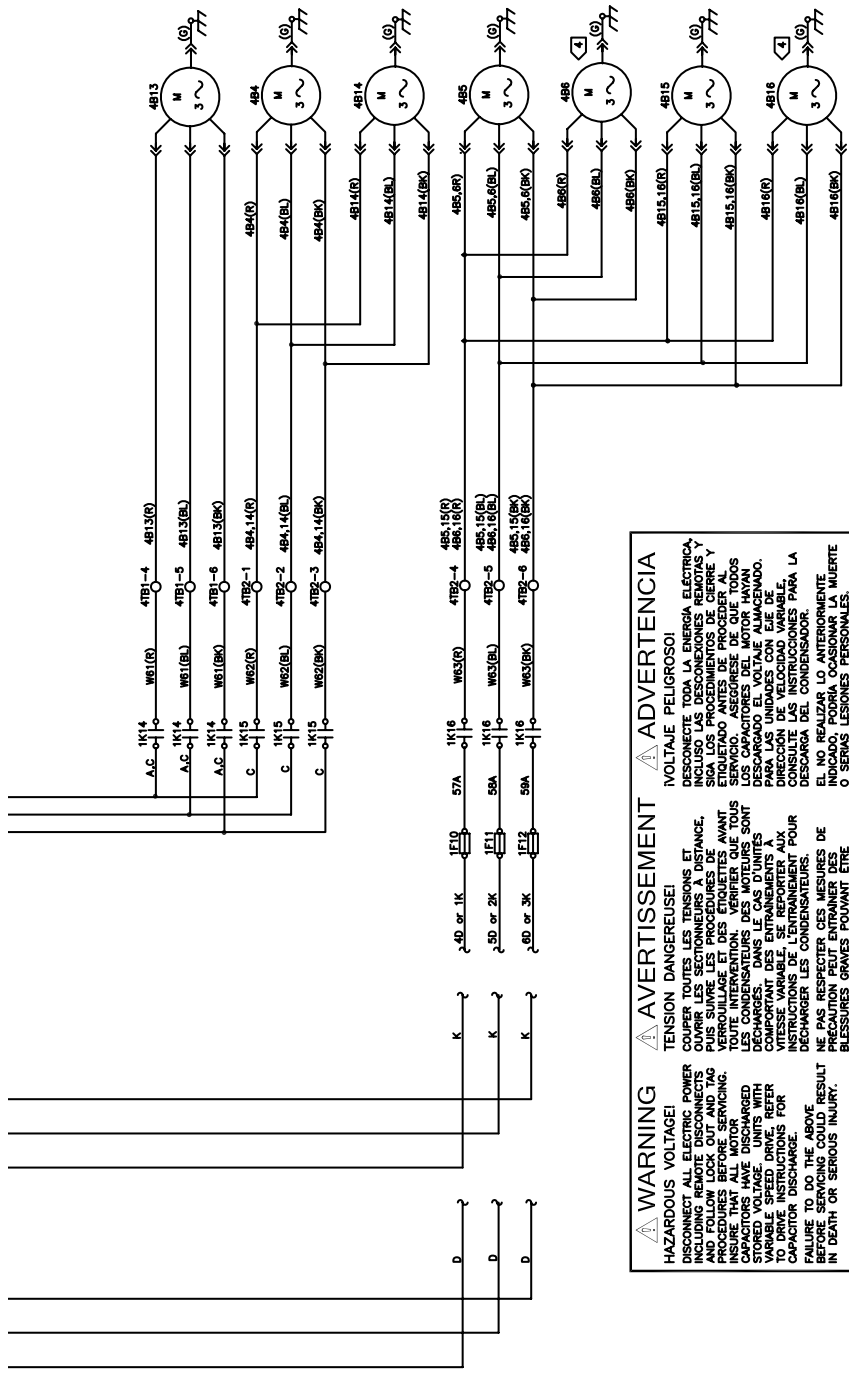 A,C 1K14 W61(R) 4TB1-4 4B13(R) 4B13
A,C 1K14 W61(BL) 4TB1-5 4B13(BL) M (G)
3 ~
A,C 1K14 W61(BK) 4TB1-6 4B13(BK)
C 1K15 W62(R) 4TB2-1 4B4,14(R) 4B4(R) 4B4
C 1K15 W62(BL) 4TB2-2 4B4,14(BL) 4B4(BL) M (G)
3 ~
C 1K15 W62(BK) 4TB2-3 4B4,14(BK) 4B4(BK)
4B14(R) 4B14
4B14(BL) M (G)
3 ~
4B14(BK)
D K 4D or 1K 1F10 57A 1K16 W63(R) 4TB2-4 4B5,15(R) 4B5,6R) 4B5
4B6,16(R)
D K 5D or 2K 1F11 58A 1K16 W63(BL) 4TB2-5 4B5,15(BL) 4B5,6(BL) M (G)
4B6,16(BL)
3 ~
D K 6D or 3K 1F12 59A 1K16 W63(BK) 4TB2-6 4B5,15(BK) 4B5,6(BK)
4B6,16(BK)
4B6(R) 4B6 4
4B6(BL) M (G)
3 ~
4B6(BK)
4B15,16(R) 4B15
4B15,16(BL) M (G)
3 ~
4B15,16(BK)
4B16(R) 4B16 4
4B16(BL) M (G)
3 ~
4B16(BK)
WARNING
HAZARDOUS VOLTAGE!
DISCONNECT ALL ELECTRIC POWER
INCLUDING REMOTE DISCONNECTS
AND FOLLOW LOCK OUT AND TAG
PROCEDURES BEFORE SERVICING.
INSURE THAT ALL MOTOR
CAPACITORS HAVE DISCHARGED
STORED VOLTAGE. UNITS WITH
VARIABLE SPEED DRIVE, REFER
TO DRIVE INSTRUCTIONS FOR
CAPACITOR DISCHARGE.
FAILURE TO DO THE ABOVE
BEFORE SERVICING COULD RESULT
IN DEATH OR SERIOUS INJURY.
AVERTISSEMENT
TENSION DANGEREUSE!
COUPER TOUTES LES TENSIONS ET
OUVRIR LES SECTIONNEURS À DISTANCE,
PUIS SUIVRE LES PROCÉDURES DE
VERROUILLAGE ET DES ÉTIQUETTES AVANT
TOUTE INTERVENTION. VÉRIFIER QUE TOUS
LES CONDENSATEURS DES MOTEURS SONT
DÉCHARGÉS. DANS LE CAS D'UNITÉS
COMPORTANT DES ENTRAÎNEMENTS À
VITESSE VARIABLE, SE REPORTER AUX
INSTRUCTIONS DE L'ENTRAÎNEMENT POUR
DÉCHARGER LES CONDENSATEURS.
NE PAS RESPECTER CES MESURES DE
PRÉCAUTION PEUT ENTRAÎNER DES
BLESSURES GRAVES POUVANT ÊTRE
ADVERTENCIA
¡VOLTAJE PELIGROSO!
DESCONECTE TODA LA ENERGÍA ELÉCTRICA,
INCLUSO LAS DESCONEXIONES REMOTAS Y
SIGA LOS PROCEDIMIENTOS DE CIERRE Y
ETIQUETADO ANTES DE PROCEDER AL
SERVICIO. ASEGÚRESE DE QUE TODOS
LOS CAPACITORES DEL MOTOR HAYAN
DESCARGADO EL VOLTAJE ALMACENADO.
PARA LAS UNIDADES CON EJE DE
DIRECCIÓN DE VELOCIDAD VARIABLE,
CONSULTE LAS INSTRUCCIONES PARA LA
DESCARGA DEL CONDENSADOR.
EL NO REALIZAR LO ANTERIORMENTE
INDICADO, PODRÍA OCASIONAR LA MUERTE
O SERIAS LESIONES PERSONALES.